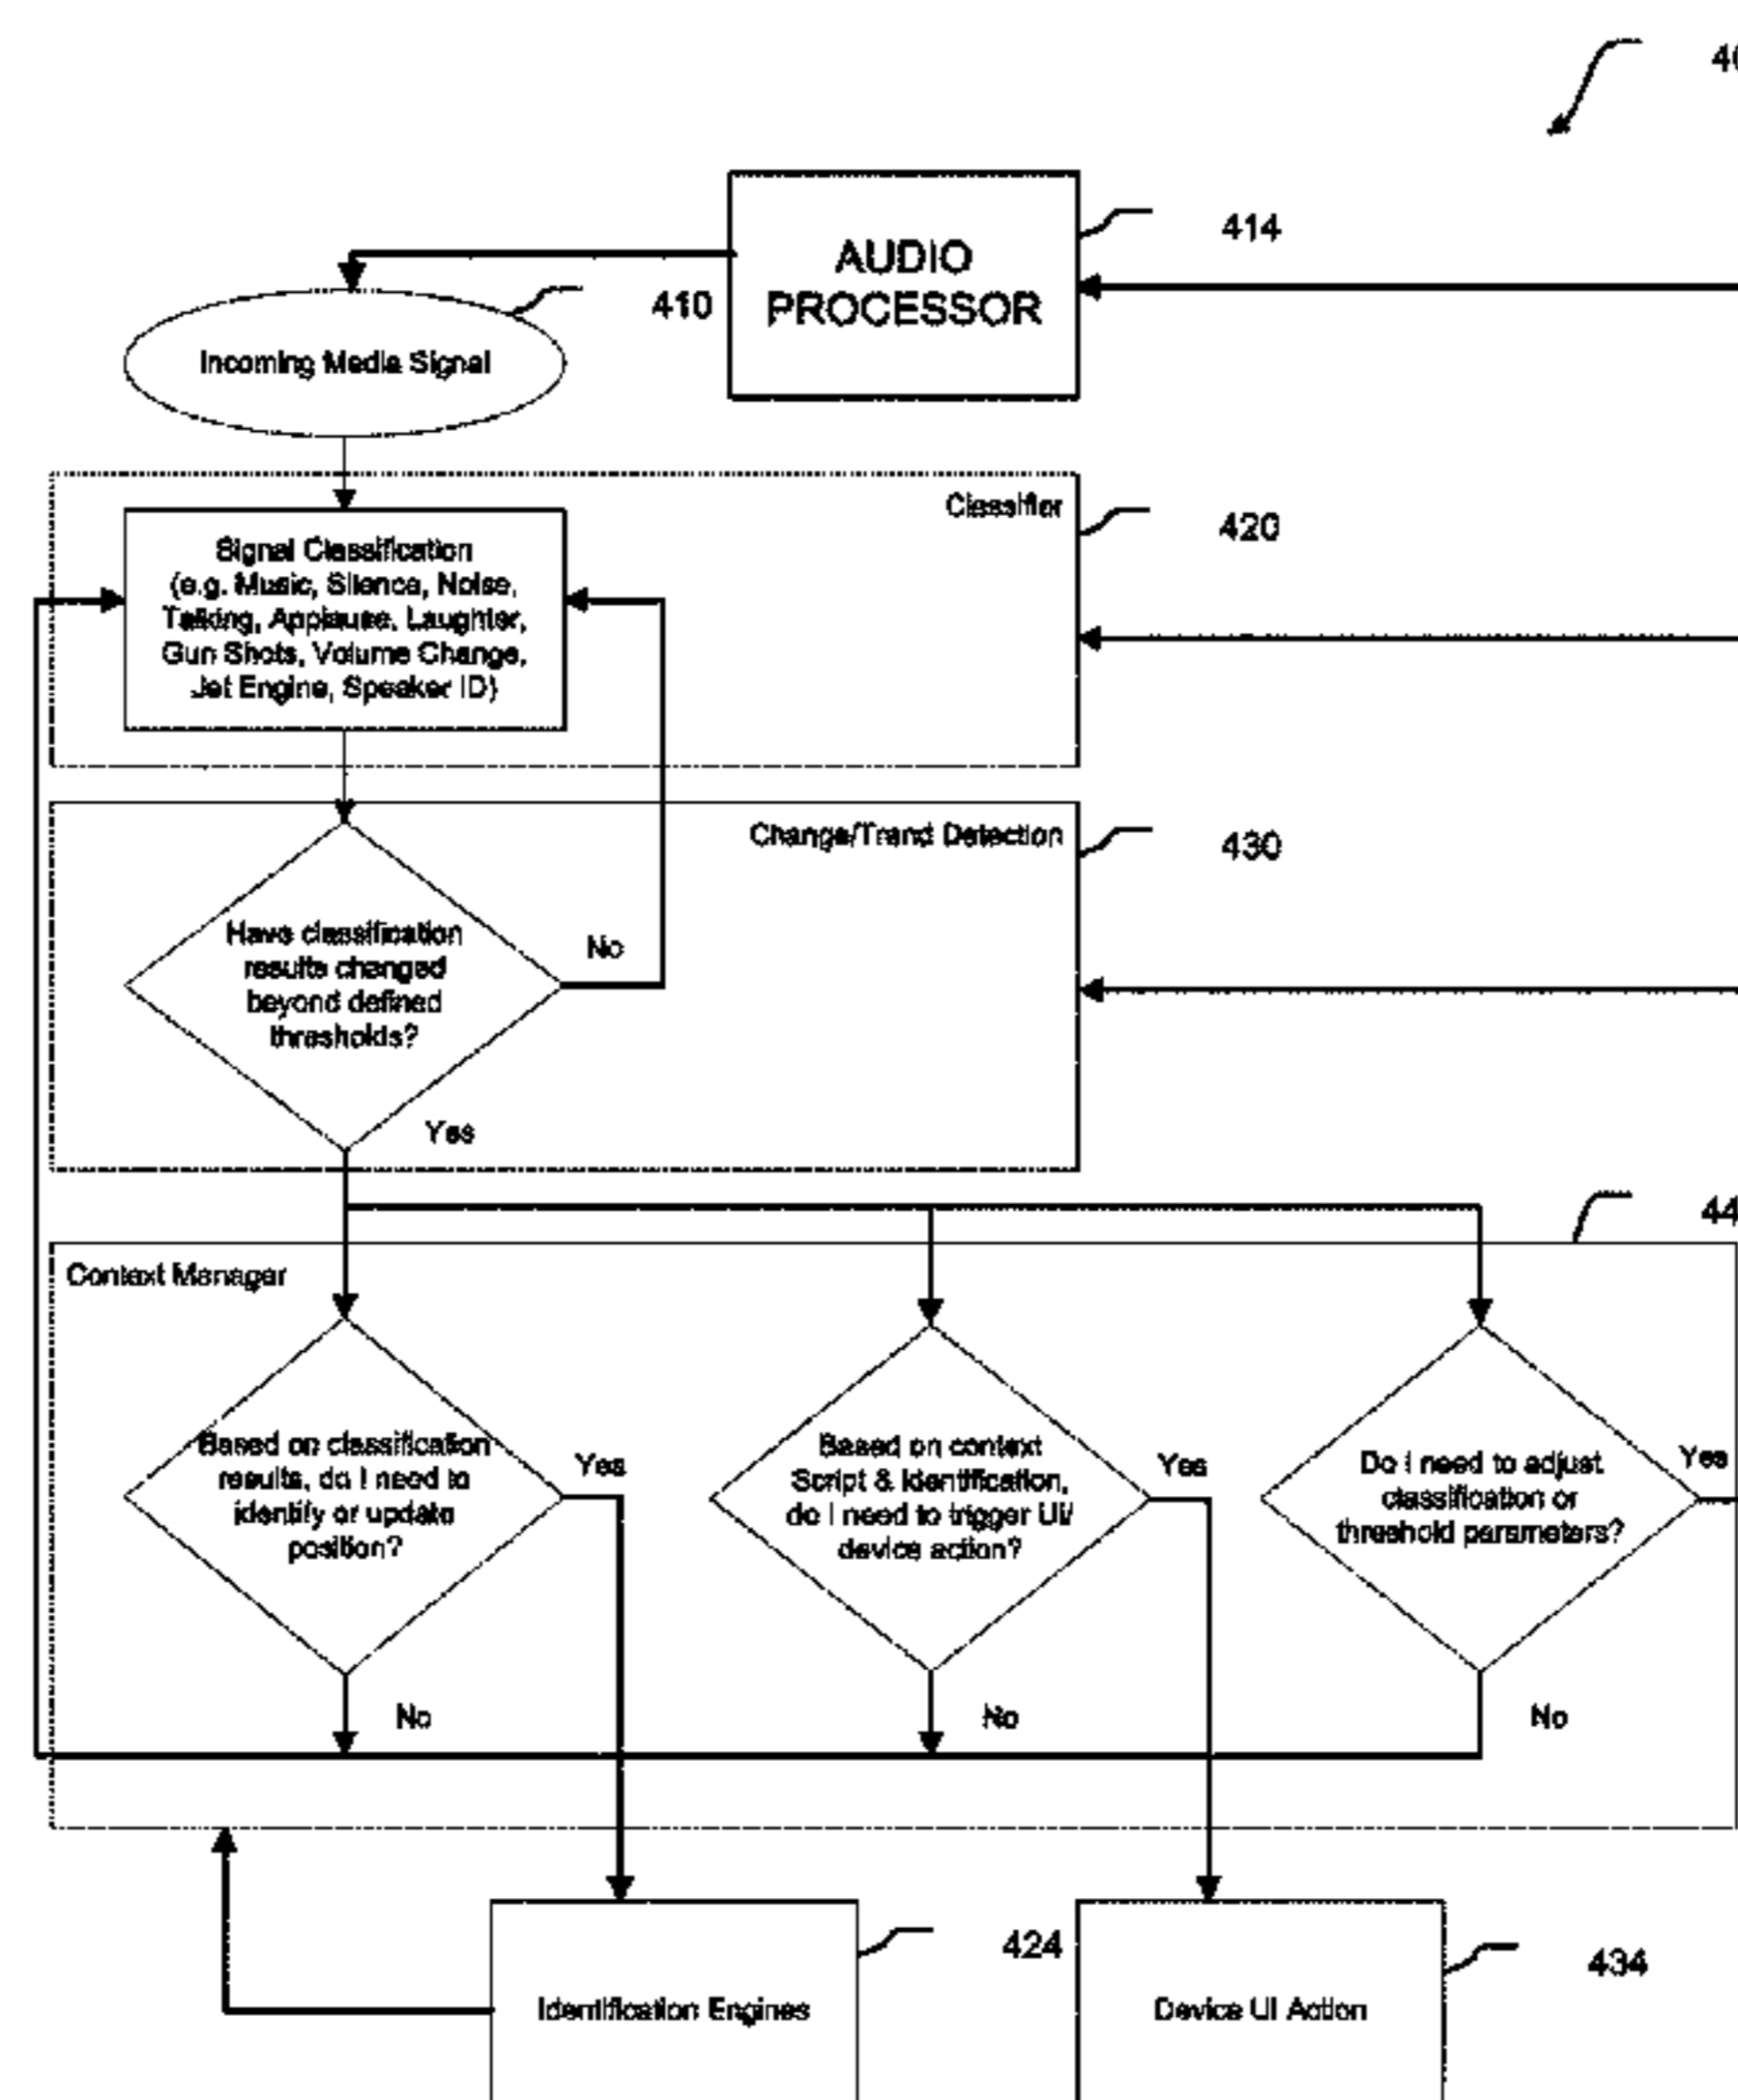 40
414
AUDIO
PROCESSOR
410
Incoming Media Signal
Classifier
420
Signal Classification
(e.g. Music, Silence, Noise,
Talking, Applause, Laughter,
Gun Shots, Volume Change,
Jet Engine, Speaker ID)
Change/Trend Detection
430
Have classification
results changed
beyond defined
thresholds?
No
Yes
44
Context Manager
Based on classification
results, do I need to
identify or update
position?
Yes
No
Based on context
Script & Identification,
do I need to trigger UI/
device action?
Yes
No
Do I need to adjust
classification or
threshold parameters?
Yes
No
424
Identification Engines
434
Device UI Action